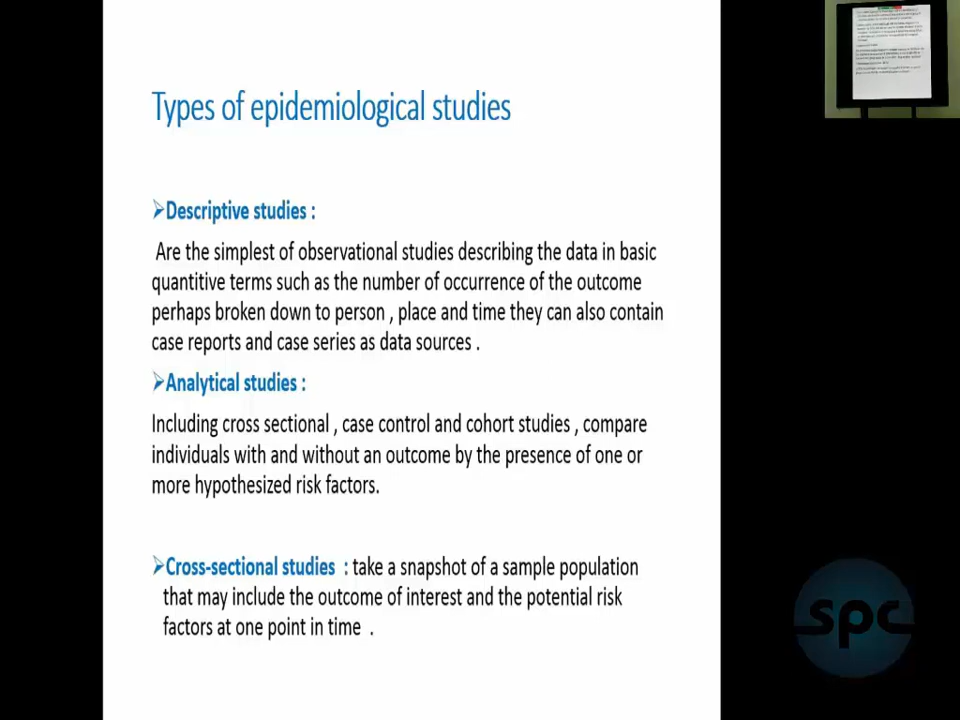 Types of epidemiological studies
➢Descriptive studies :
Are the simplest of observational studies describing the data in basic
quantitive terms such as the number of occurrence of the outcome
perhaps broken down to person , place and time they can also contain
case reports and case series as data sources .
➢Analytical studies :
Including cross sectional , case control and cohort studies , compare
individuals with and without an outcome by the presence of one or
more hypothesized risk factors.
➢Cross-sectional studies : take a snapshot of a sample population
that may include the outcome of interest and the potential risk
factors at one point in time .
spc